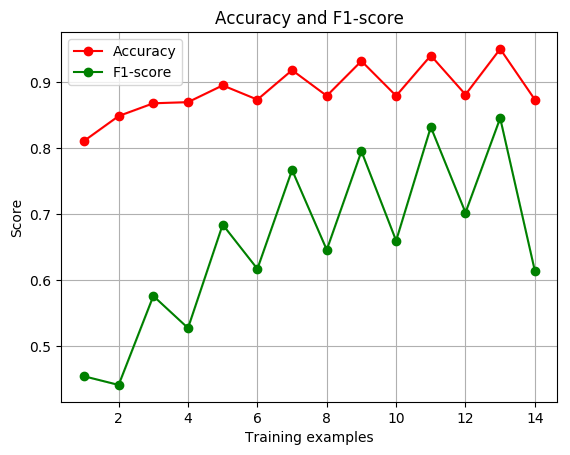 Accuracy and F1-score
Accuracy
F1-score
Score
0.9
0.8
0.7
0.6
0.5
2 4 6 8 10 12 14
Training examples